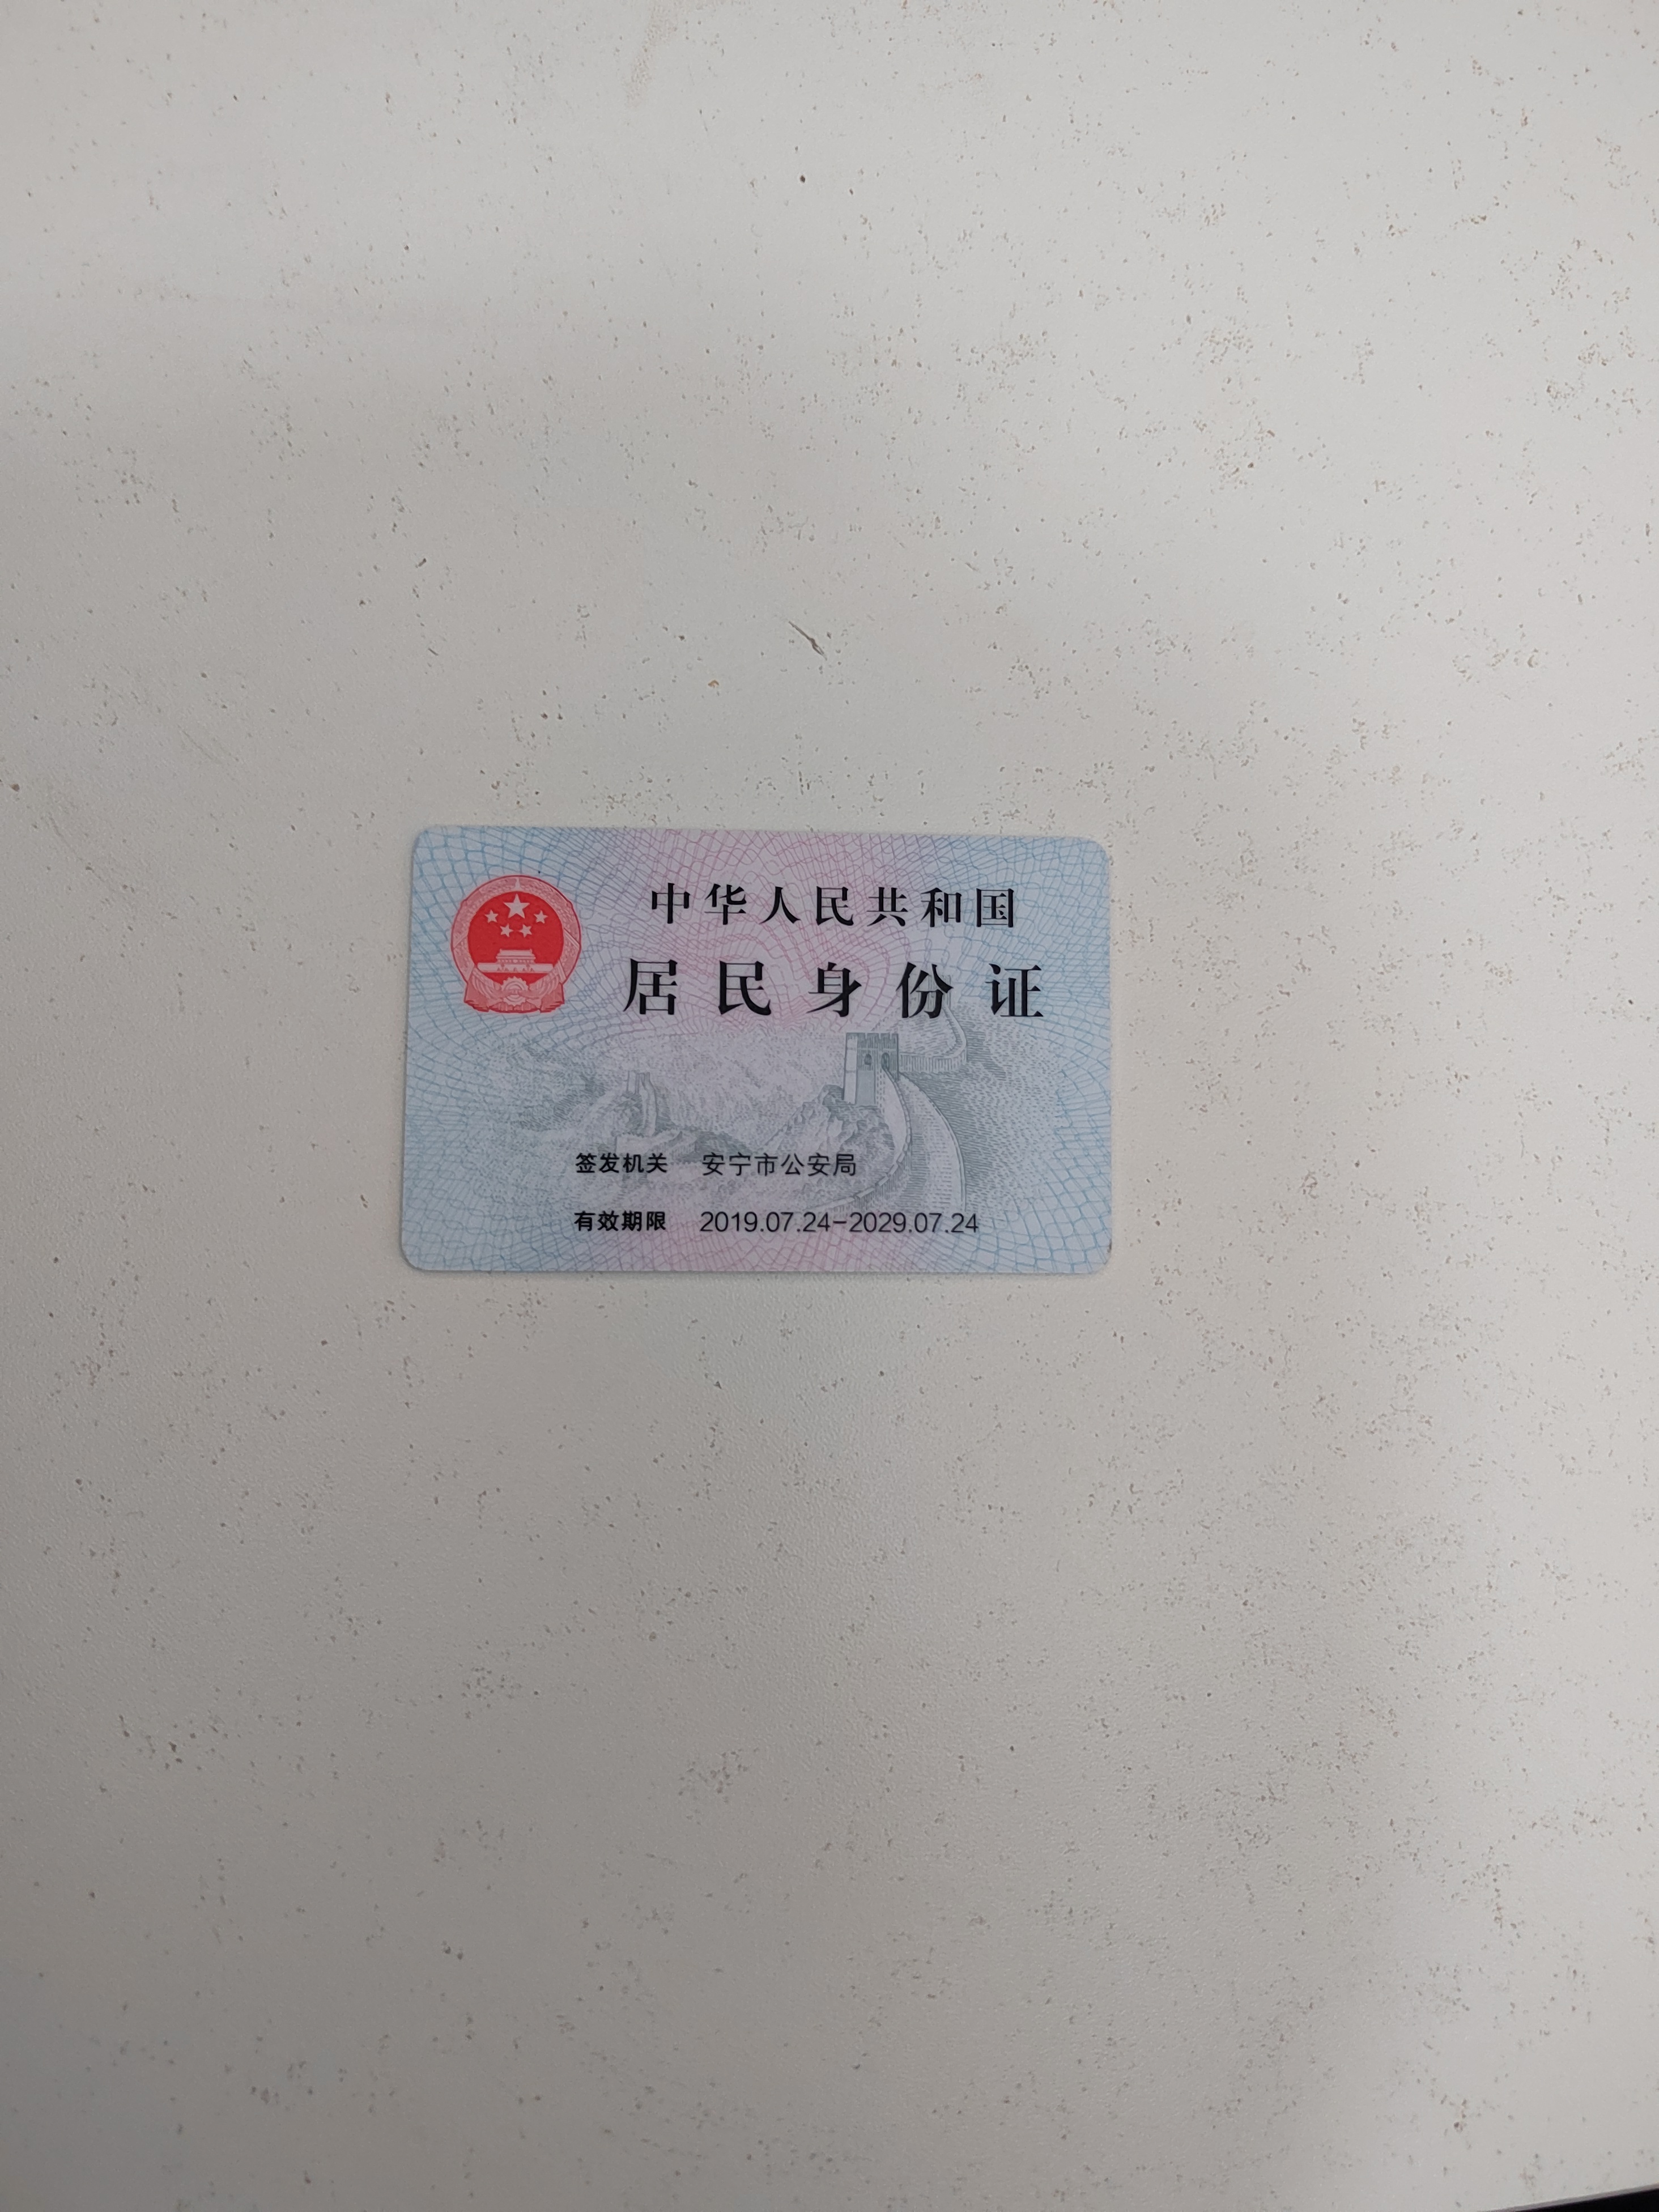 中华人民共和国
居民身份证
签发机关 安宁市公安局
有效期限 2019.07.24-2029.07.24